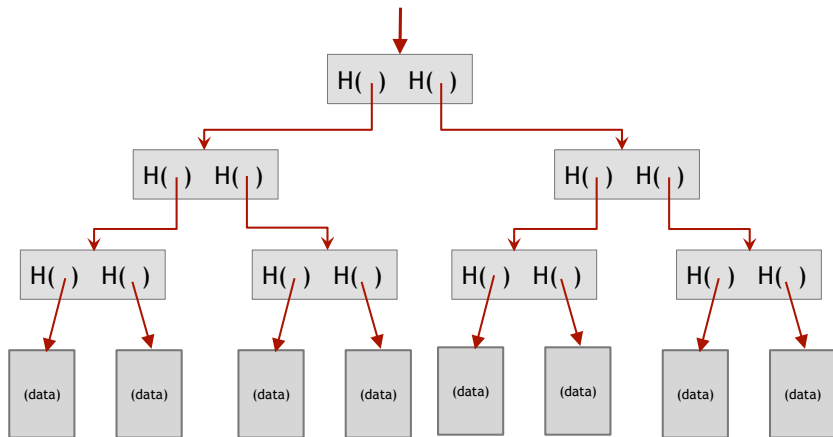 H( ) H( )
H( ) H( ) H( ) H( )
H( ) H( ) H( ) H( ) H( ) H( ) H( ) H( )
(data) (data) (data) (data) (data) (data) (data) (data)